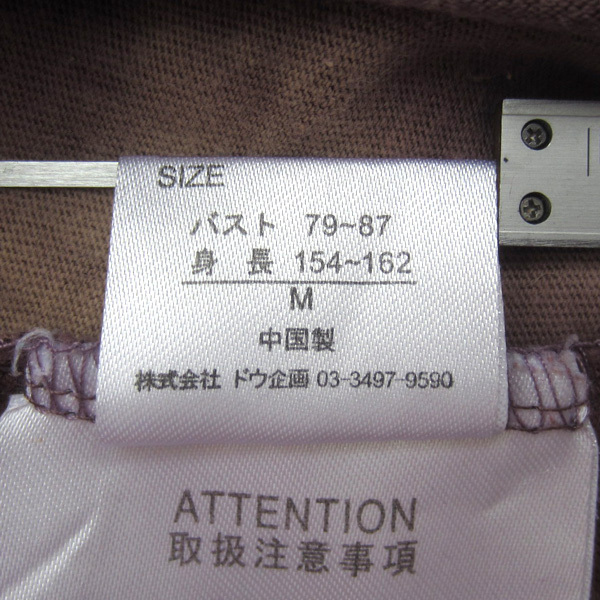 SIZE
バスト 79~87
身長 154~162
M
中国製
株式会社 ドウ企画 03-3497-9590
ATTENTION
取扱注意事項